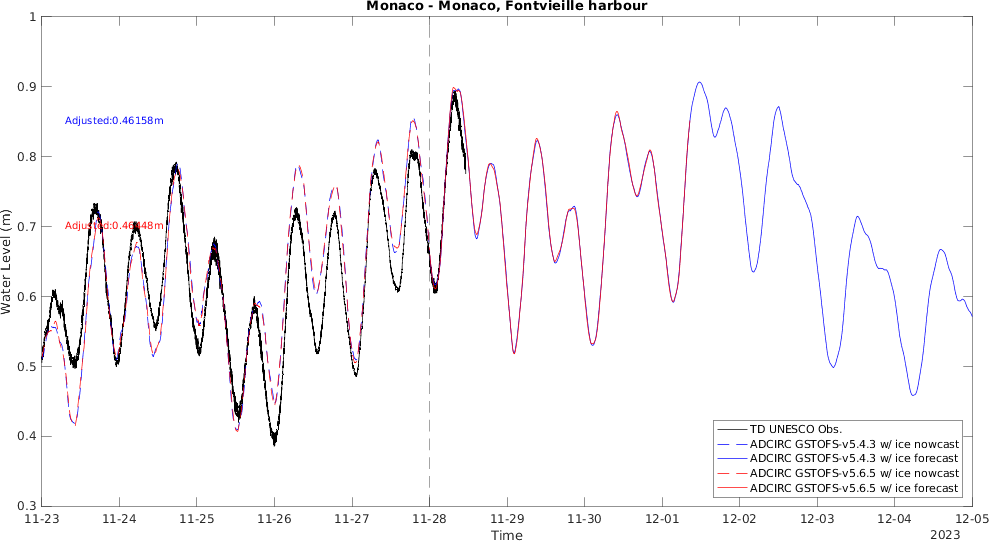 Monaco - Monaco, Fontvieille harbour
1
0.9
0.8
0.7
0.6
0.5
0.4
0.3
Water Level (m)
Adjusted:0.46158m
Adjusted:0.46448m
TD UNESCO Obs.
ADCIRC GSTOFS-v5.4.3 w/ ice nowcast
ADCIRC GSTOFS-v5.4.3 w/ ice forecast
ADCIRC GSTOFS-v5.6.5 w/ ice nowcast
ADCIRC GSTOFS-v5.6.5 w/ ice forecast
11-23 11-24 11-25 11-26 11-27 11-28 11-29 11-30 12-01 12-02 12-03 12-04 12-05
Time
2023